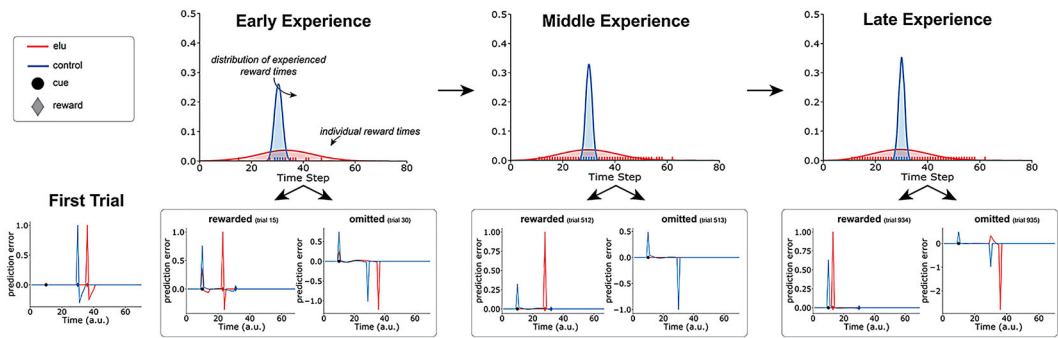 Early Experience
Middle Experience
Late Experience
elu
control
cue
reward
0.5
0.4
0.3
0.2
0.1
0.0
distribution of experienced
reward times
individual reward times
0 20 40 60 80
Time Step
0.5
0.4
0.3
0.2
0.1
0.0
0 20 40 60 80
Time Step
0.5
0.4
0.3
0.2
0.1
0.0
0 20 40 60 80
Time Step
First Trial
prediction error
1.0
0.5
0.0
0 20 40 60
Time (a.u.)
rewarded (trial 15)
prediction error
1.0
0.5
0.0
0 20 40 60
Time (a.u.)
omitted (trial 30)
0.5
0.0
−0.5
−1.0
0 20 40 60
Time (a.u.)
rewarded (trial 512)
prediction error
1.00
0.75
0.50
0.25
0.00
0 20 40 60
Time (a.u.)
omitted (trial 513)
0.5
0.0
−0.5
−1.0
0 20 40 60
Time (a.u.)
rewarded (trial 934)
prediction error
1.00
0.75
0.50
0.25
0.00
0 20 40 60
Time (a.u.)
omitted (trial 935)
0
−1
−2
0 20 40 60
Time (a.u.)